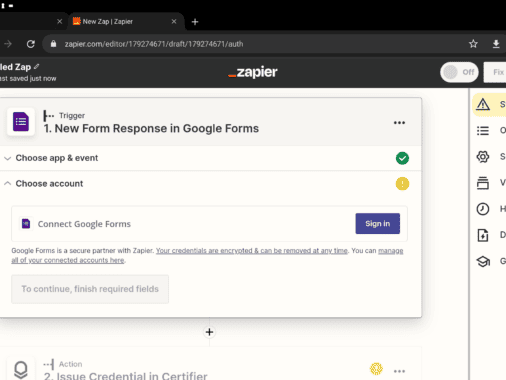 New Zap | Zapier
zapier.com/editor/179274671/draft/179274671/auth
led Zap
st saved just now
zapier
Off
Fix
Trigger
1. New Form Response in Google Forms
Choose app & event
Choose account
Connect Google Forms
Sign in
Google Forms is a secure partner with Zapier. Your credentials are encrypted & can be removed at any time. You can manage
all of your connected accounts here.
To continue, finish required fields
Action
2. Issue Credential in Certifier
S
O
S
V
H
D
G